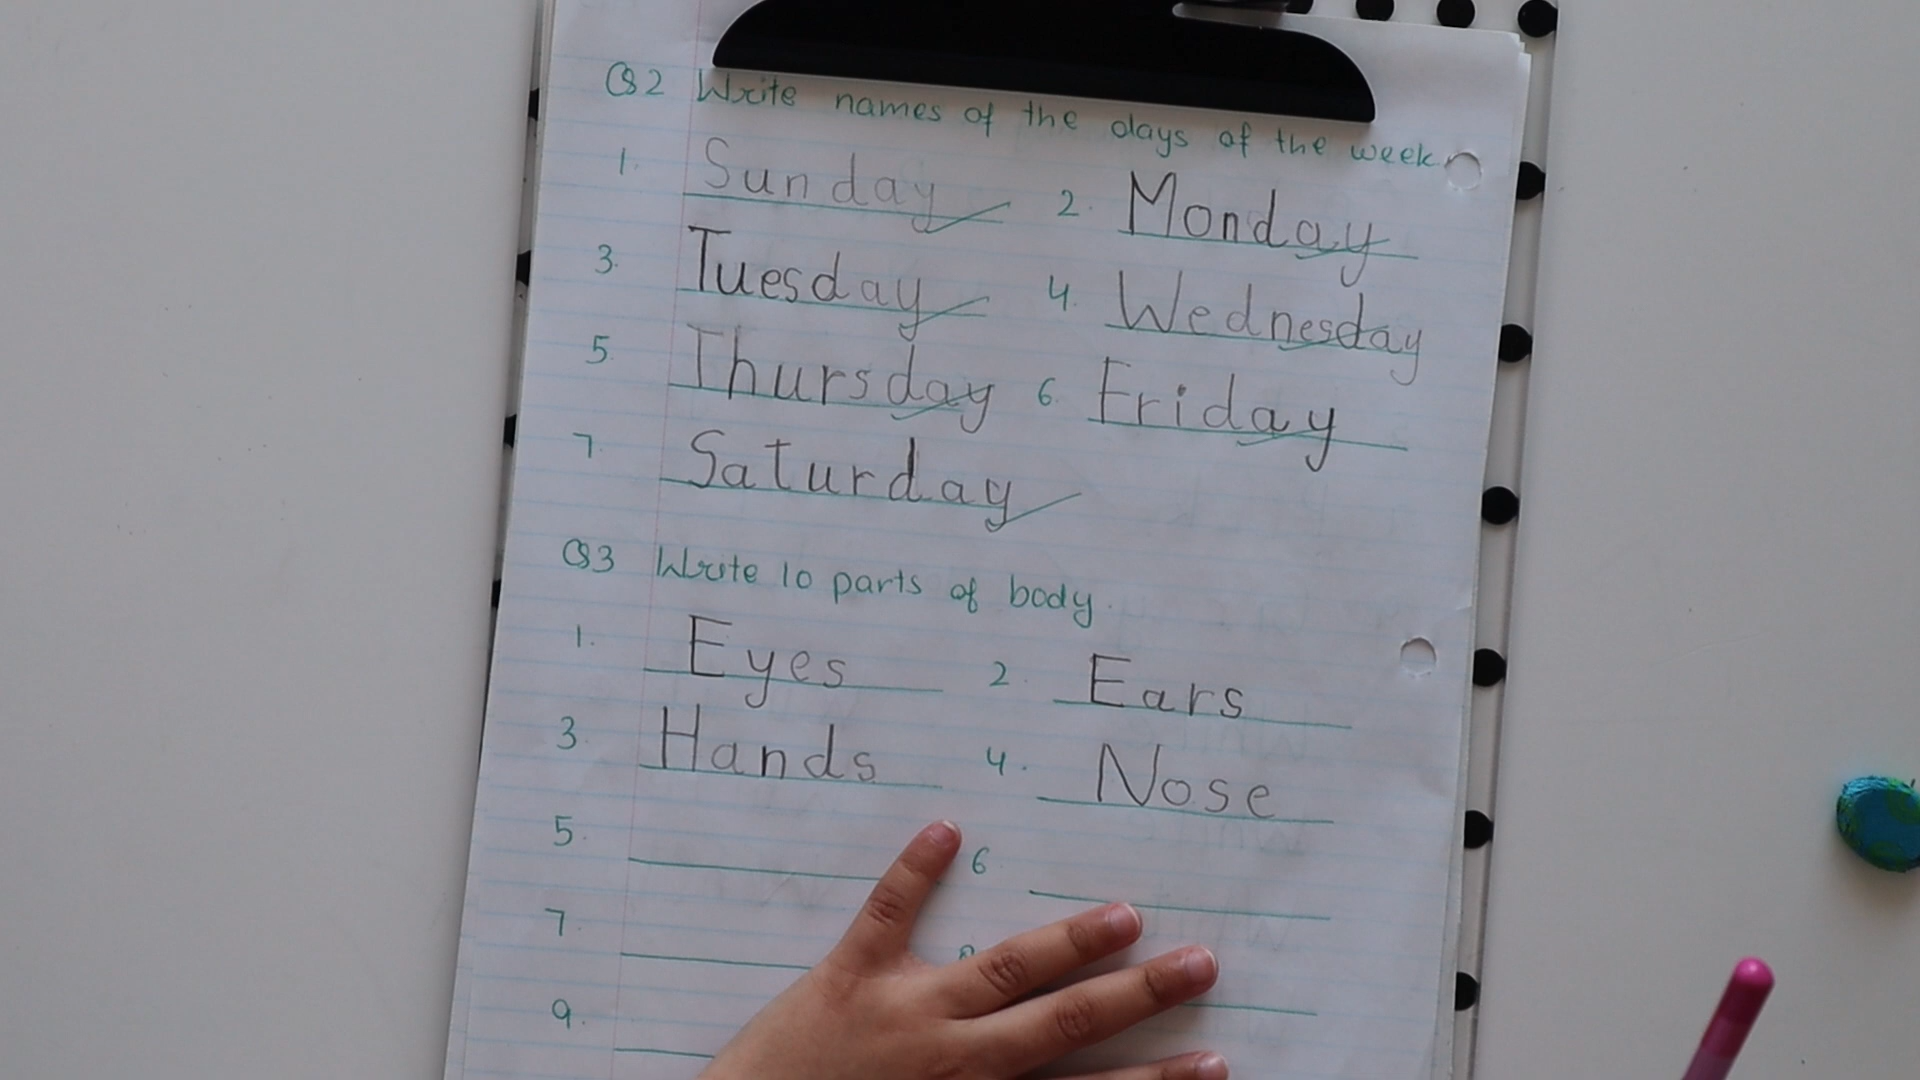 Q2 Write names of the days of the week.
1. Sunday 2. Monday
3. Tuesday 4. Wednesday
5. Thursday 6. Friday
7. Saturday
Q3 Write 10 parts of body.
1. Eyes 2. Ears
3. Hands 4. Nose
5. 6.
7.
9.